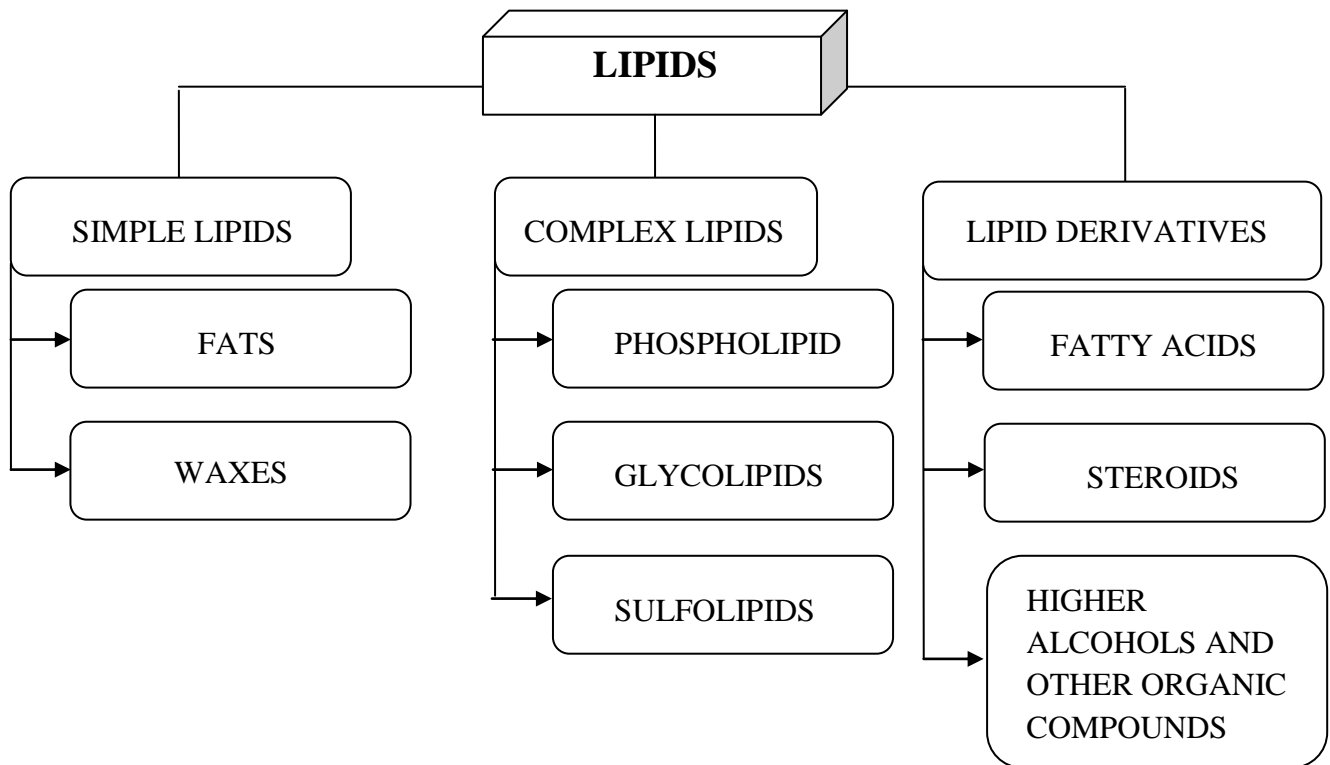 LIPIDS
SIMPLE LIPIDS
FATS
WAXES
COMPLEX LIPIDS
PHOSPHOLIPID
GLYCOLIPIDS
SULFOLIPIDS
LIPID DERIVATIVES
FATTY ACIDS
STEROIDS
HIGHER
ALCOHOLS AND
OTHER ORGANIC
COMPOUNDS